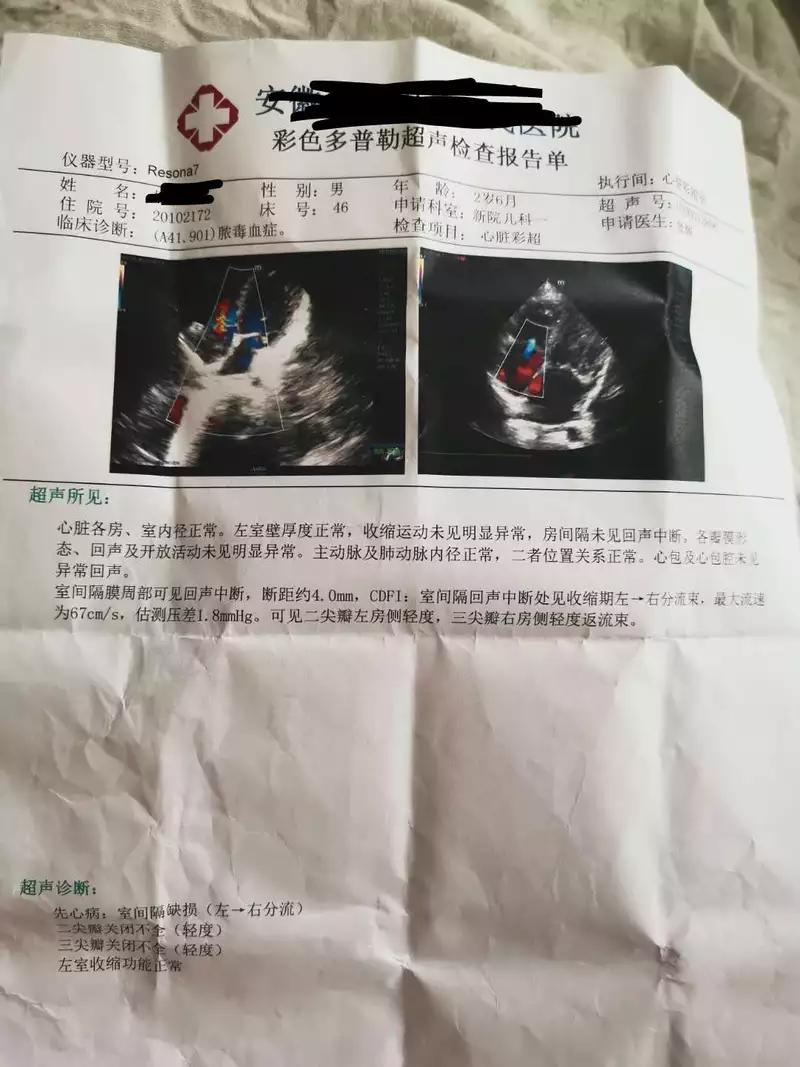 安徽
医院
彩色多普勒超声检查报告单
仪器型号：Resona7
执行间：心
姓 名： 性 别：男 年 龄：2岁6月 超 声 号：
住 院 号：20102172 床 号：46 申请科室：新院儿科一 申请医生：
临床诊断：(A41.901)脓毒血症。 检查项目：心脏彩超
超声所见：
心脏各房、室内径正常。左室壁厚度正常，收缩运动未见明显异常，房间隔未见回声中断，各瓣膜形
态、回声及开放活动未见明显异常。主动脉及肺动脉内径正常，二者位置关系正常。心包及心包腔未见
异常回声。
室间隔膜周部可见回声中断，断距约4.0mm，CDFI：室间隔回声中断处见收缩期左→右分流束，最大流速
为67cm/s，估测压差1.8mmHg。可见二尖瓣左房侧轻度，三尖瓣右房侧轻度返流束。
超声诊断：
先心病：室间隔缺损（左→右分流）
二尖瓣关闭不全（轻度）
三尖瓣关闭不全（轻度）
左室收缩功能正常